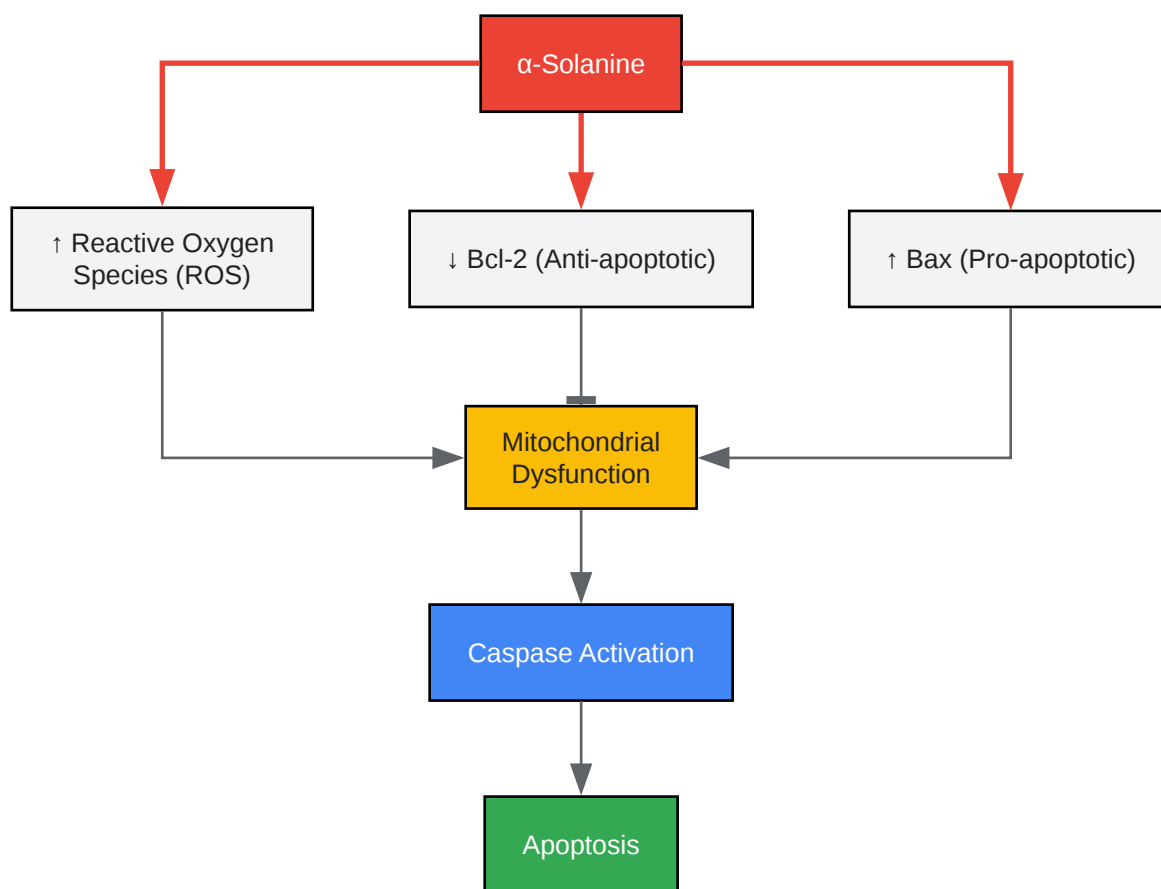 α-Solanine
↑ Reactive Oxygen
Species (ROS)
↓ Bcl-2 (Anti-apoptotic)
↑ Bax (Pro-apoptotic)
Mitochondrial
Dysfunction
Caspase Activation
Apoptosis